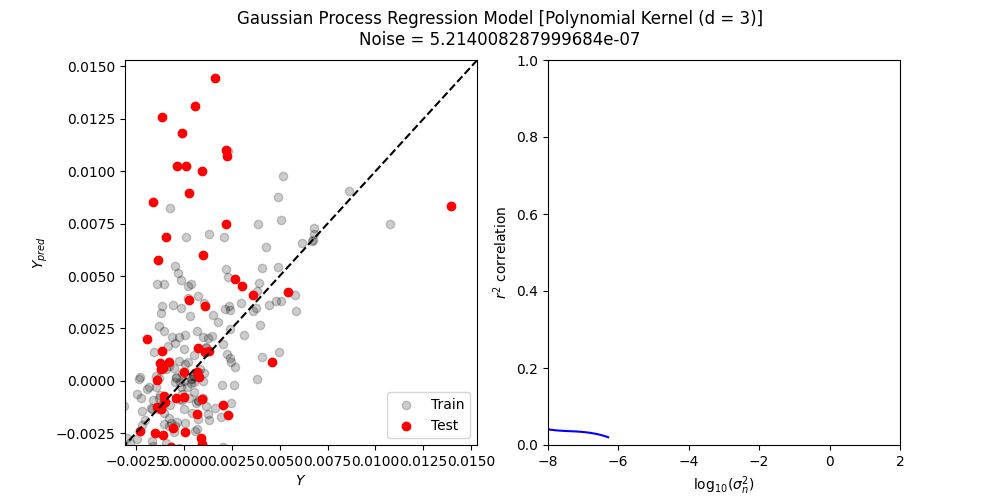 Gaussian Process Regression Model [Polynomial Kernel (d = 3)]
Noise = 5.214008287999684e-07
0.0150
0.0125
0.0100
0.0075
0.0050
0.0025
0.0000
−0.0025
Y_pred
−0.0025 0.0000 0.0025 0.0050 0.0075 0.0100 0.0125 0.0150
Y
Train
Test
1.0
0.8
0.6
0.4
0.2
0.0
r² correlation
−8 −6 −4 −2 0 2
log₁₀(σₙ²)